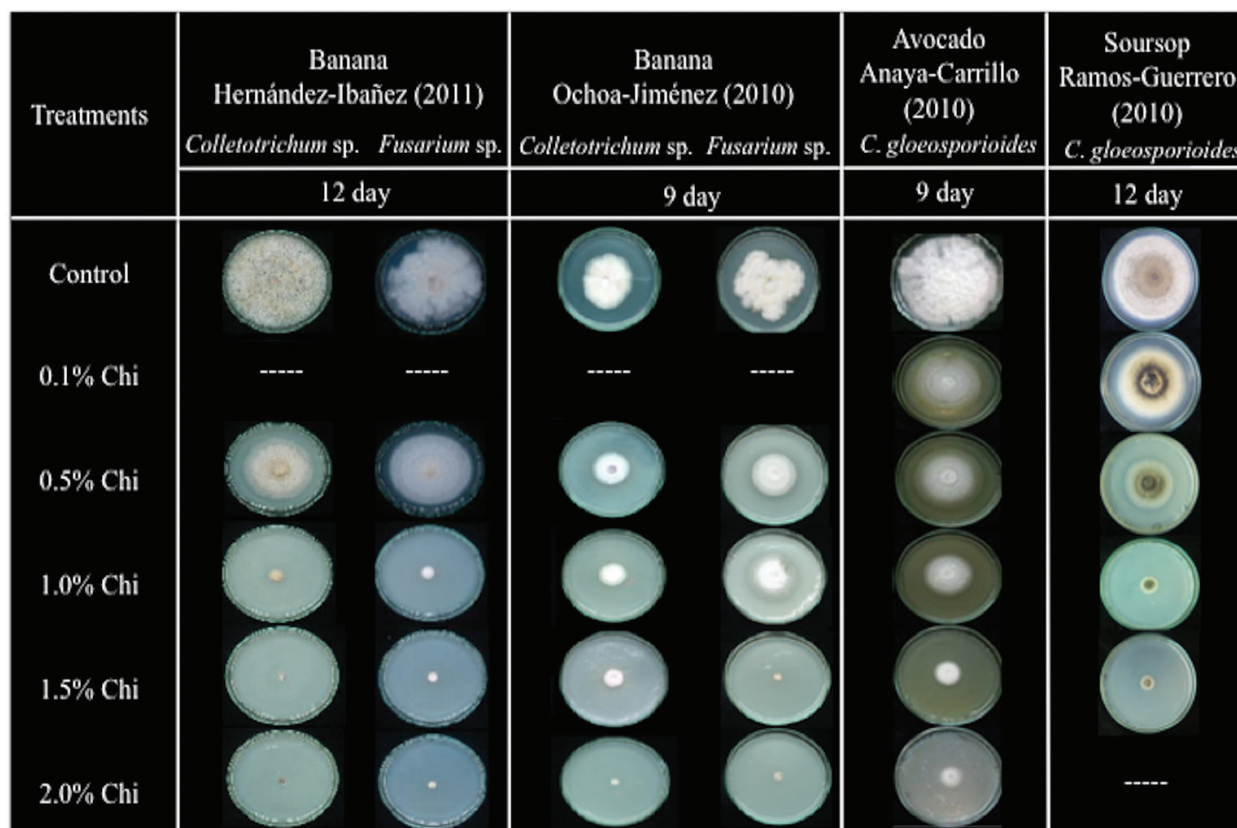 Treatments
Banana
Hernández-Ibañez (2011)
Colletotrichum sp. Fusarium sp.
12 day
Banana
Ochoa-Jiménez (2010)
Colletotrichum sp. Fusarium sp.
9 day
Avocado
Anaya-Carrillo
(2010)
C. gloeosporioides
9 day
Soursop
Ramos-Guerrero
(2010)
C. gloeosporioides
12 day
Control
0.1% Chi ----- ----- ----- -----
0.5% Chi
1.0% Chi
1.5% Chi
2.0% Chi -----